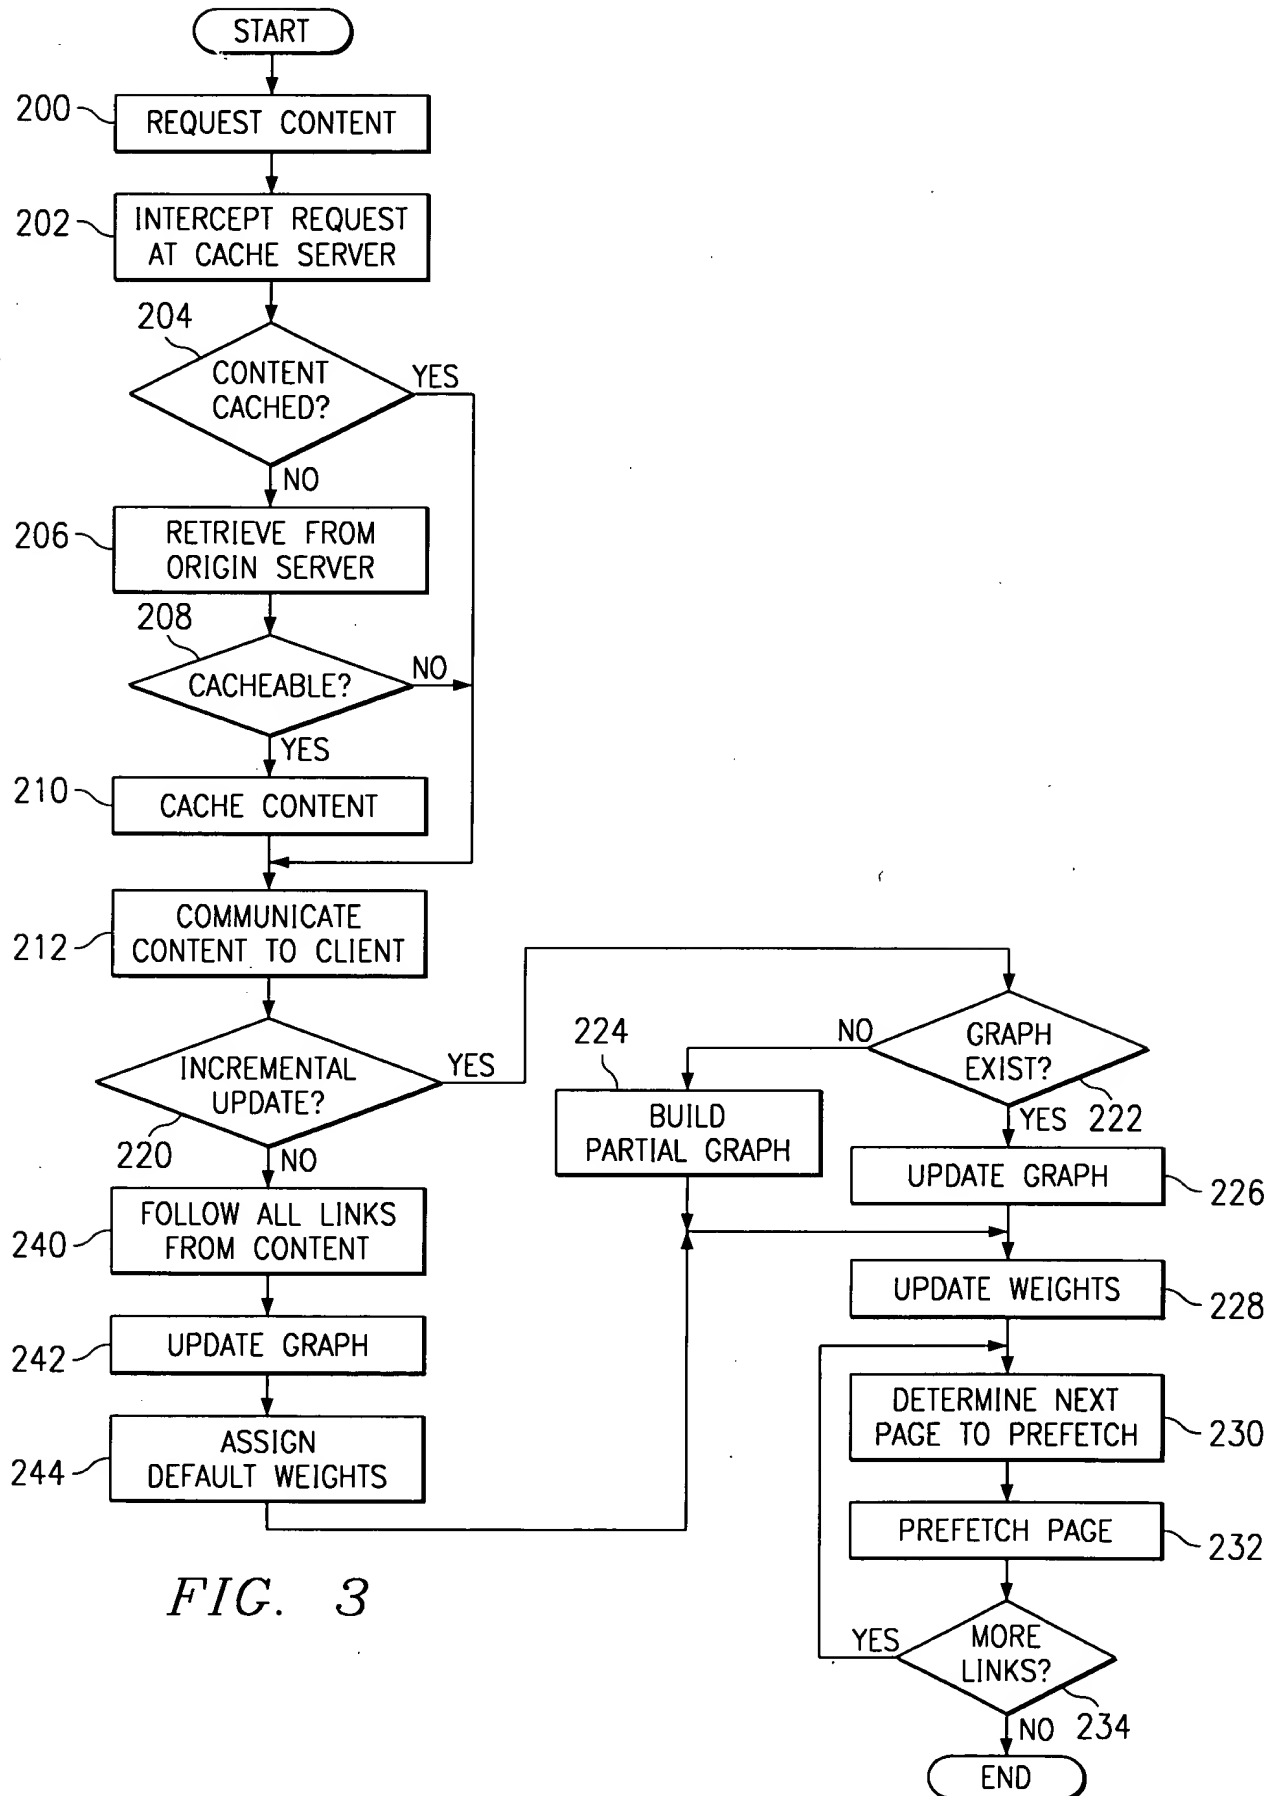 START
200
REQUEST CONTENT
202
INTERCEPT REQUEST
AT CACHE SERVER
204
CONTENT
CACHED?
YES
NO
206
RETRIEVE FROM
ORIGIN SERVER
208
CACHEABLE?
NO
YES
210
CACHE CONTENT
212
COMMUNICATE
CONTENT TO CLIENT
INCREMENTAL
UPDATE?
YES
220
NO
240
FOLLOW ALL LINKS
FROM CONTENT
242
UPDATE GRAPH
244
ASSIGN
DEFAULT WEIGHTS
GRAPH
EXIST?
NO
222
YES
224
BUILD
PARTIAL GRAPH
UPDATE GRAPH
226
UPDATE WEIGHTS
228
DETERMINE NEXT
PAGE TO PREFETCH
230
PREFETCH PAGE
232
MORE
LINKS?
YES
234
NO
END
FIG. 3